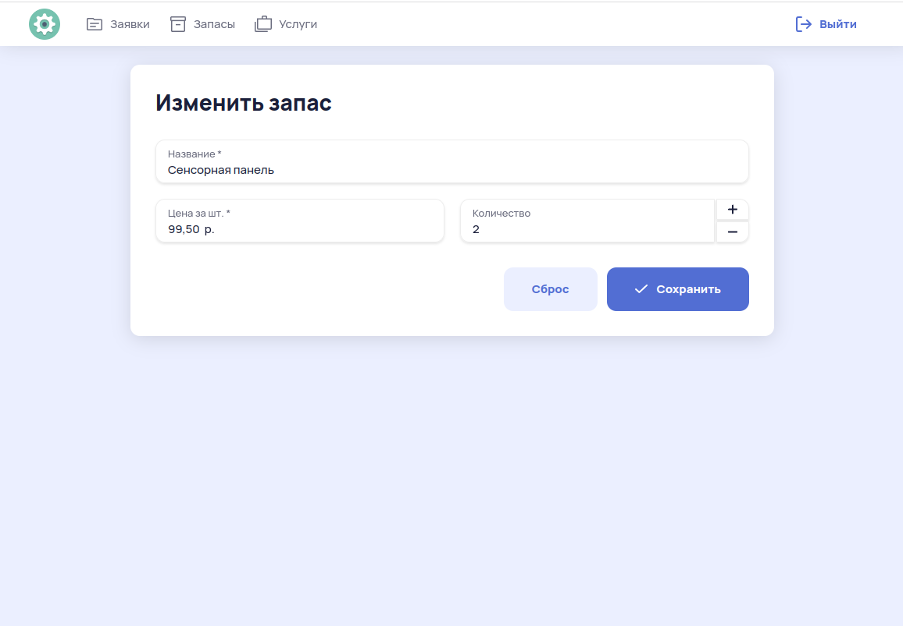 Заявки Запасы Услуги Выйти
Изменить запас
Название *
Сенсорная панель
Цена за шт. *
99,50 р.
Количество
2
+
−
Сброс Сохранить